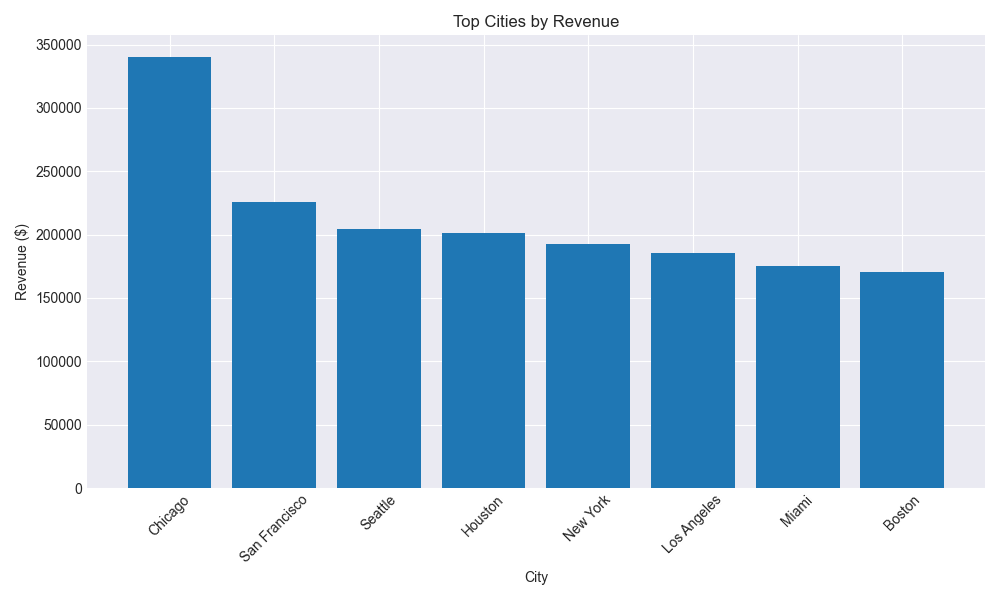 Top Cities by Revenue
Revenue ($)
350000
300000
250000
200000
150000
100000
50000
0
Chicago
San Francisco
Seattle
Houston
New York
Los Angeles
Miami
Boston
City